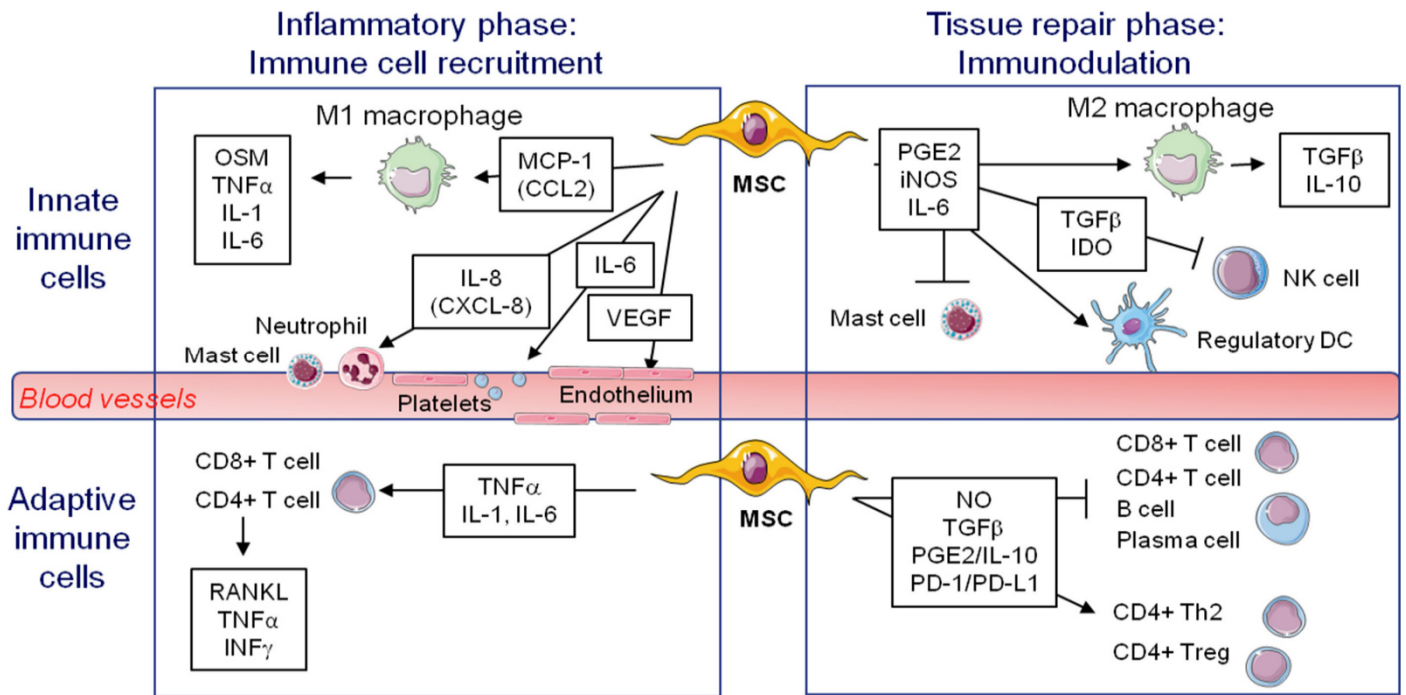 Inflammatory phase:
Immune cell recruitment
Tissue repair phase:
Immunodulation
Innate
immune
cells
M1 macrophage
OSM
TNFα
IL-1
IL-6
MCP-1
(CCL2)
IL-8
(CXCL-8)
IL-6
VEGF
Neutrophil
Mast cell
MSC
M2 macrophage
PGE2
iNOS
IL-6
TGFβ
IL-10
TGFβ
IDO
NK cell
Mast cell
Regulatory DC
Blood vessels
Platelets
Endothelium
Adaptive
immune
cells
CD8+ T cell
CD4+ T cell
TNFα
IL-1, IL-6
RANKL
TNFα
INFγ
MSC
NO
TGFβ
PGE2/IL-10
PD-1/PD-L1
CD8+ T cell
CD4+ T cell
B cell
Plasma cell
CD4+ Th2
CD4+ Treg